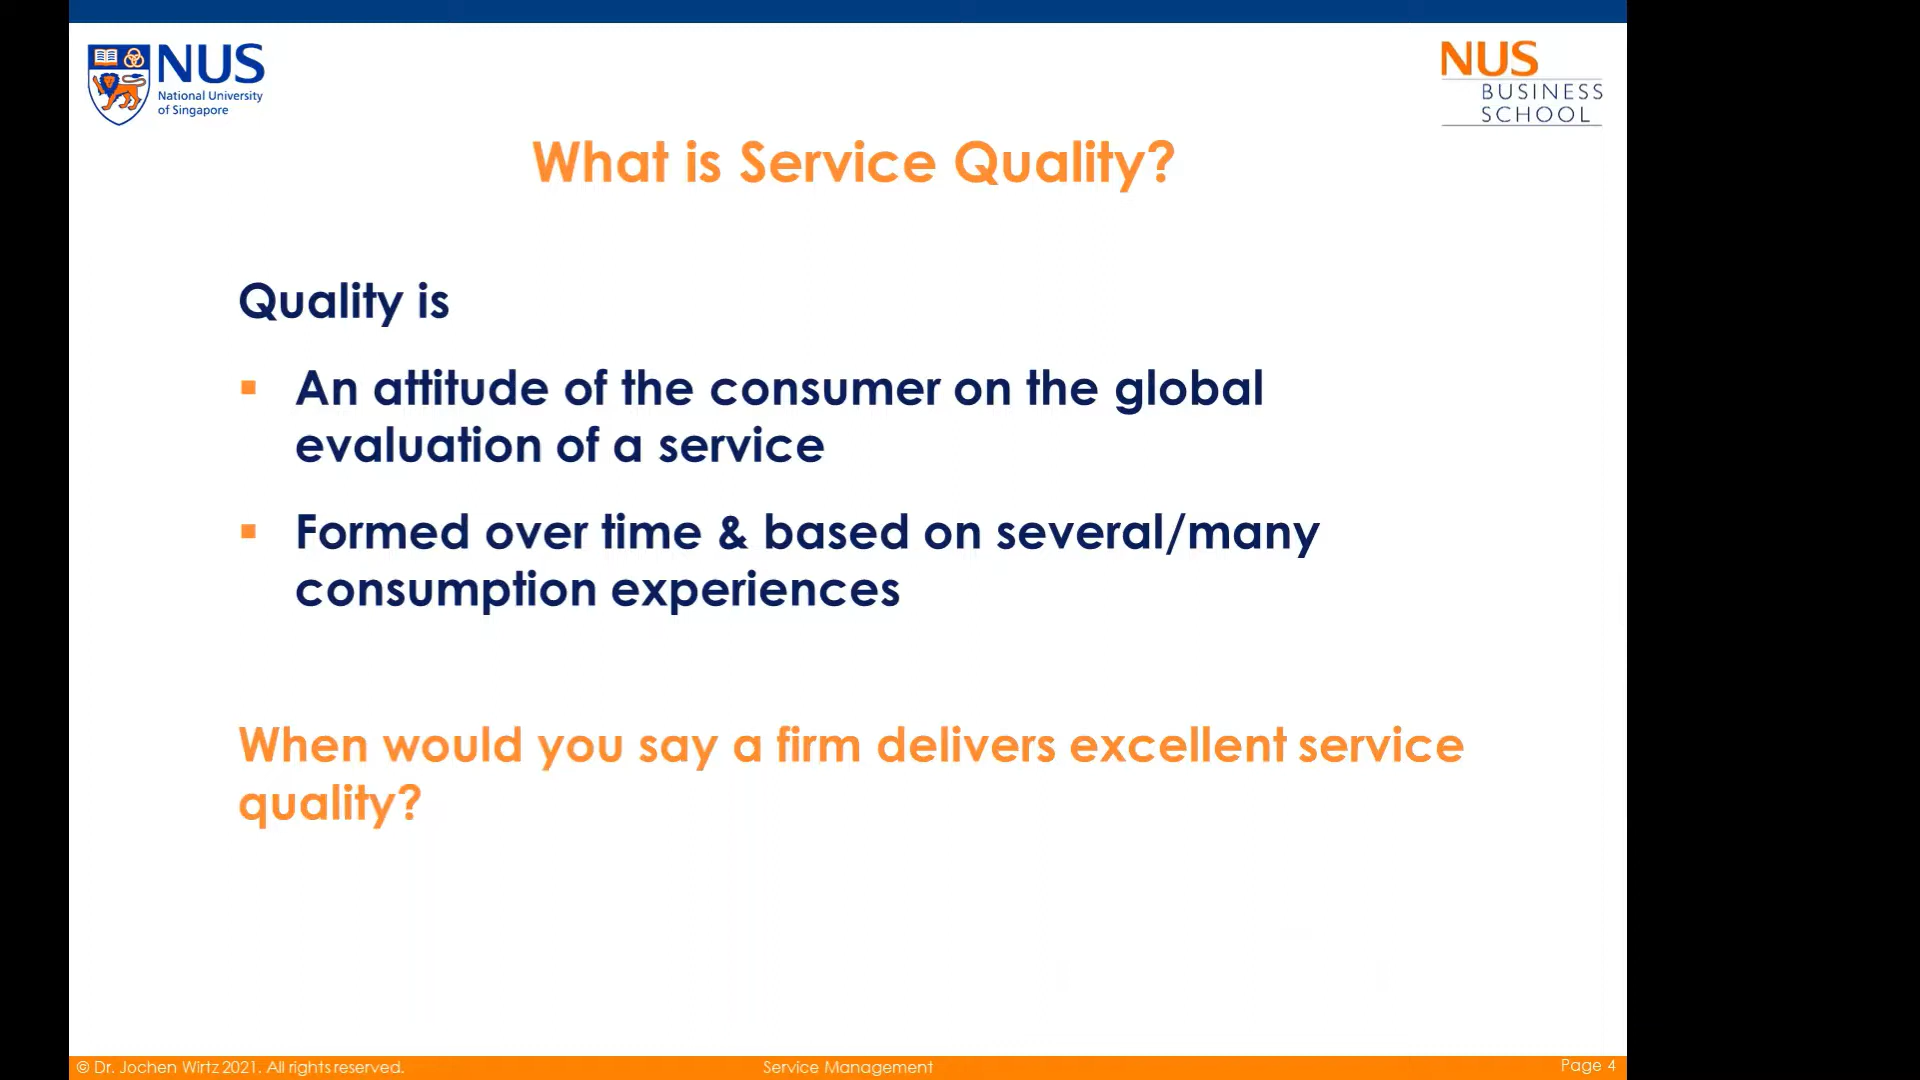 NUS
National University
of Singapore
NUS
BUSINESS
SCHOOL
What is Service Quality?
Quality is
▪ An attitude of the consumer on the global
evaluation of a service
▪ Formed over time & based on several/many
consumption experiences
When would you say a firm delivers excellent service
quality?
© Dr. Jochen Wirtz 2021. All rights reserved.
Service Management
Page 4